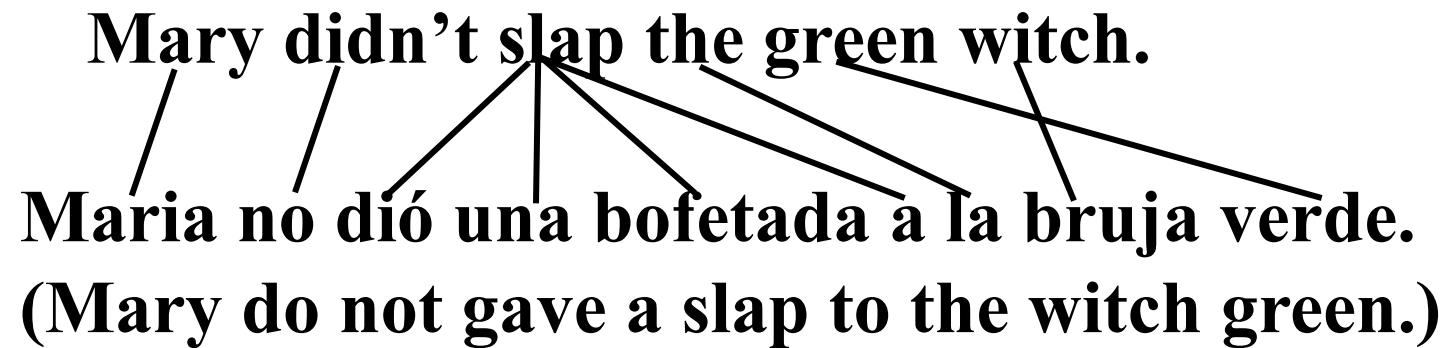 Mary didn’t slap the green witch.
Maria no dió una bofetada a la bruja verde.
(Mary do not gave a slap to the witch green.)